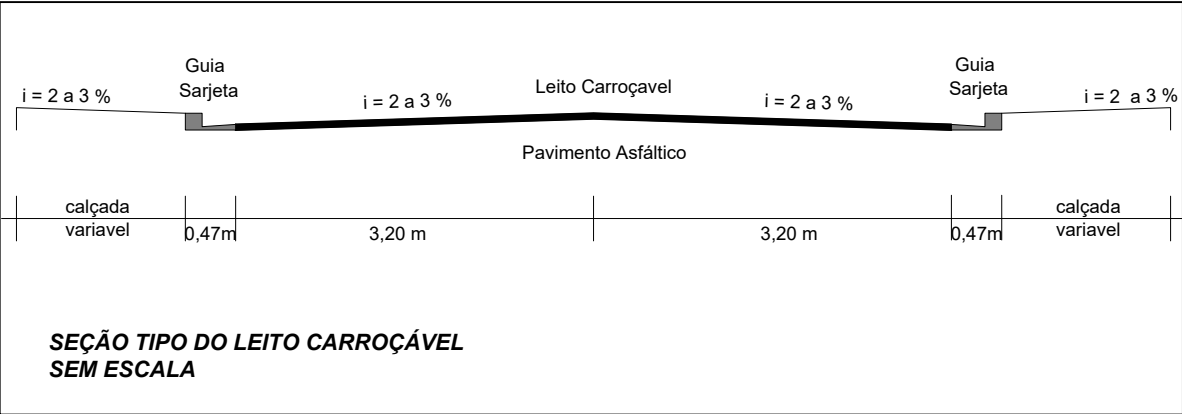 Guia
Sarjeta
Guia
Sarjeta
i = 2 a 3 %
i = 2 a 3 %
Leito Carroçavel
i = 2 a 3 %
i = 2 a 3 %
Pavimento Asfáltico
calçada
variavel
0,47m
3,20 m
3,20 m
0,47m
calçada
variavel
SEÇÃO TIPO DO LEITO CARROÇÁVEL
SEM ESCALA